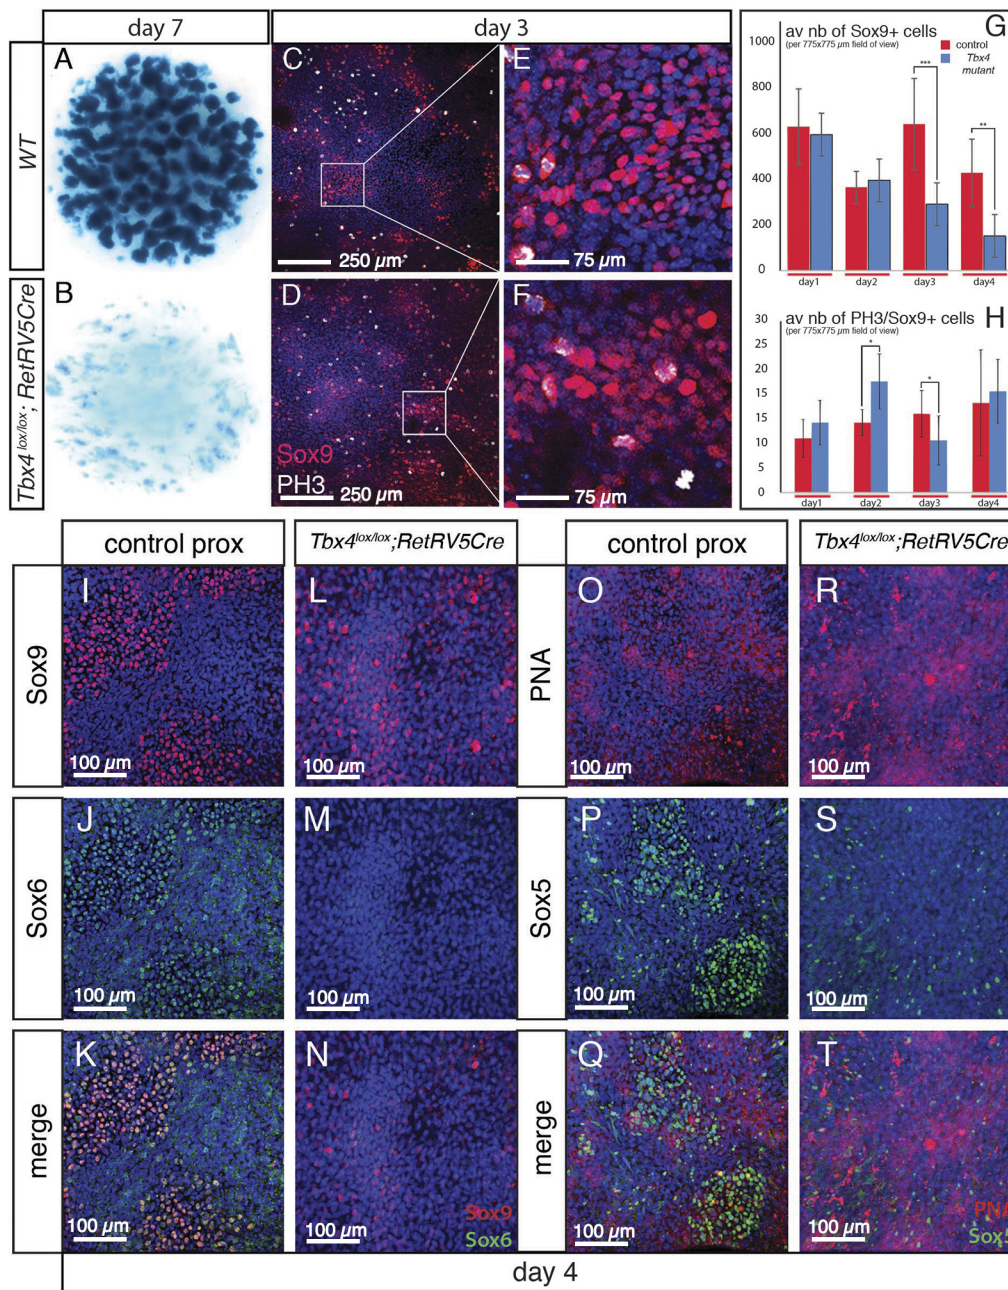 day 7
day 3
WT
Tbx4 lox/lox; RetRV5Cre
A
B
C
250 µm
E
75 µm
D
Sox9
PH3
250 µm
F
75 µm
G
av nb of Sox9+ cells
(per 775x775 µm field of view)
control
Tbx4
mutant
1000
800
600
400
200
0
***
**
day1
day2
day3
day4
H
av nb of PH3/Sox9+ cells
(per 775x775 µm field of view)
30
25
20
15
15
10
5
0
*
*
day1
day2
day3
day4
control prox
Tbx4lox/lox;RetRV5Cre
control prox
Tbx4lox/lox;RetRV5Cre
Sox9
I
100 µm
L
100 µm
PNA
O
100 µm
R
100 µm
Sox6
J
100 µm
M
100 µm
Sox5
P
100 µm
S
100 µm
merge
K
100 µm
N
100 µm
Sox9
Sox6
merge
Q
100 µm
T
100 µm
PNA
Sox5
day 4